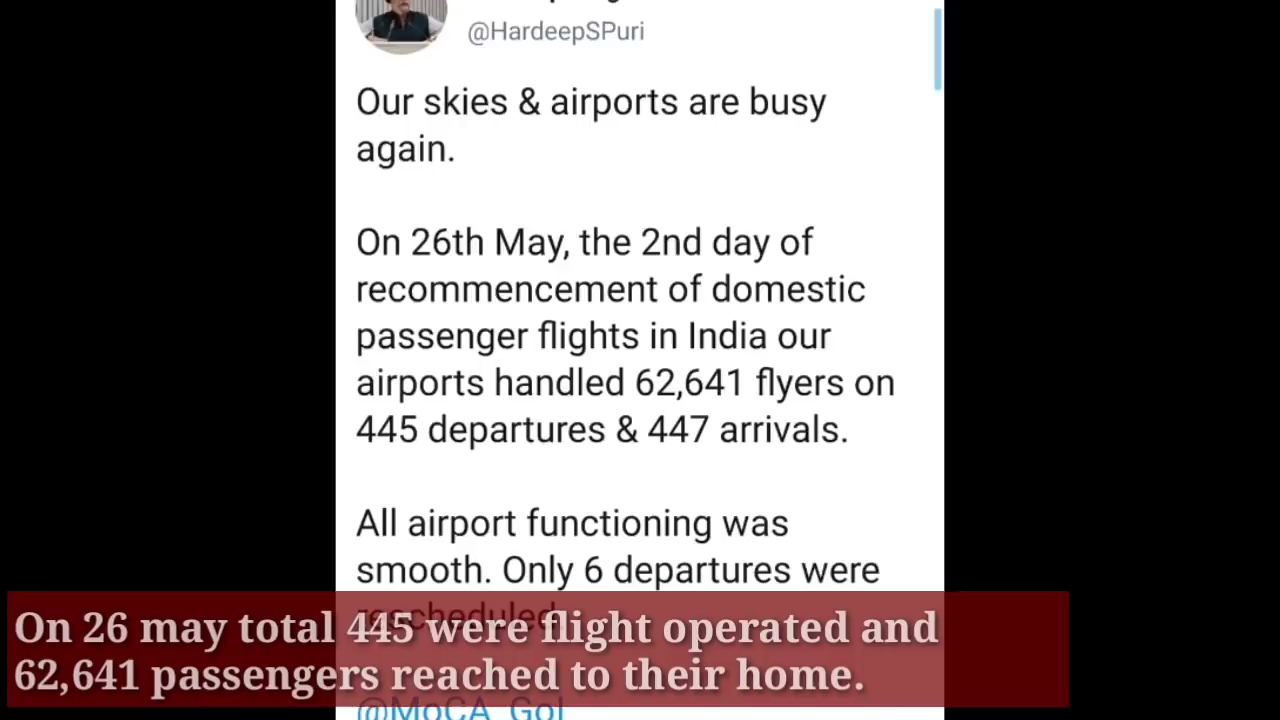 @HardeepSPuri
Our skies & airports are busy
again.
On 26th May, the 2nd day of
recommencement of domestic
passenger flights in India our
airports handled 62,641 flyers on
445 departures & 447 arrivals.
All airport functioning was
smooth. Only 6 departures were
rescheduled.
On 26 may total 445 were flight operated and
62,641 passengers reached to their home.
@MoCA_GoI